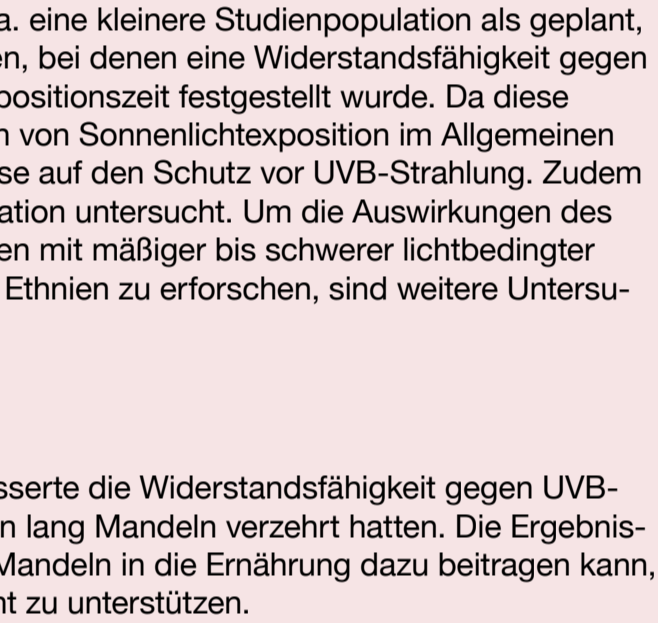 a. eine kleinere Studienpopulation als geplant,
en, bei denen eine Widerstandsfähigkeit gegen
positionszeit festgestellt wurde. Da diese
n von Sonnenlichtexposition im Allgemeinen
se auf den Schutz vor UVB-Strahlung. Zudem
ation untersucht. Um die Auswirkungen des
en mit mäßiger bis schwerer lichtbedingter
Ethnien zu erforschen, sind weitere Untersu-
sserte die Widerstandsfähigkeit gegen UVB-
n lang Mandeln verzehrt hatten. Die Ergebnis-
Mandeln in die Ernährung dazu beitragen kann,
nt zu unterstützen.